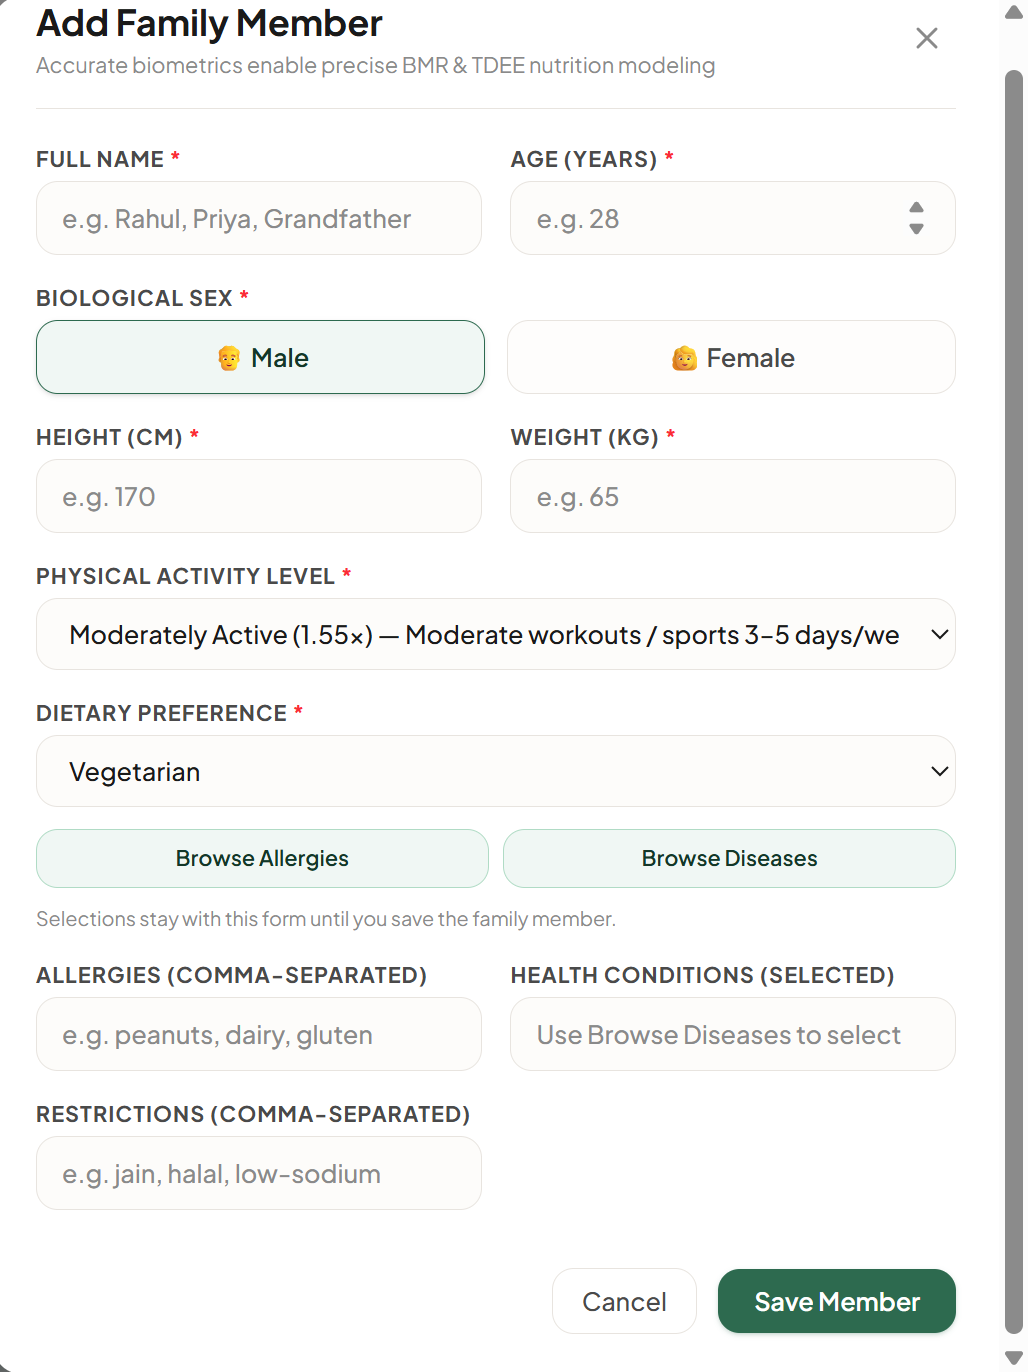 Add Family Member
Accurate biometrics enable precise BMR & TDEE nutrition modeling
FULL NAME *
AGE (YEARS) *
e.g. Rahul, Priya, Grandfather
e.g. 28
BIOLOGICAL SEX *
Male
Female
HEIGHT (CM) *
WEIGHT (KG) *
e.g. 170
e.g. 65
PHYSICAL ACTIVITY LEVEL *
Moderately Active (1.55×) — Moderate workouts / sports 3–5 days/we
DIETARY PREFERENCE *
Vegetarian
Browse Allergies
Browse Diseases
Selections stay with this form until you save the family member.
ALLERGIES (COMMA-SEPARATED)
HEALTH CONDITIONS (SELECTED)
e.g. peanuts, dairy, gluten
Use Browse Diseases to select
RESTRICTIONS (COMMA-SEPARATED)
e.g. jain, halal, low-sodium
Cancel
Save Member